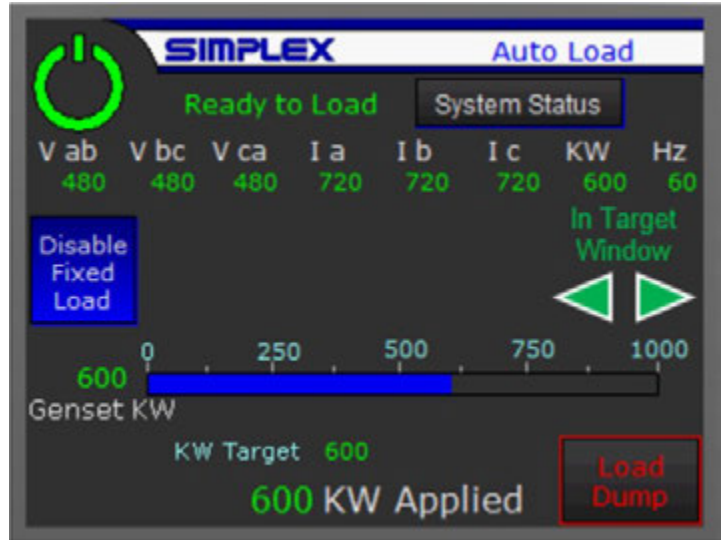 SIMPLEX Auto Load
Ready to Load System Status
V ab V bc V ca I a I b I c KW Hz
480 480 480 720 720 720 600 60
In Target
Window
Disable
Fixed
Load
0 250 500 750 1000
600
Genset KW
KW Target 600
600 KW Applied
Load
Dump